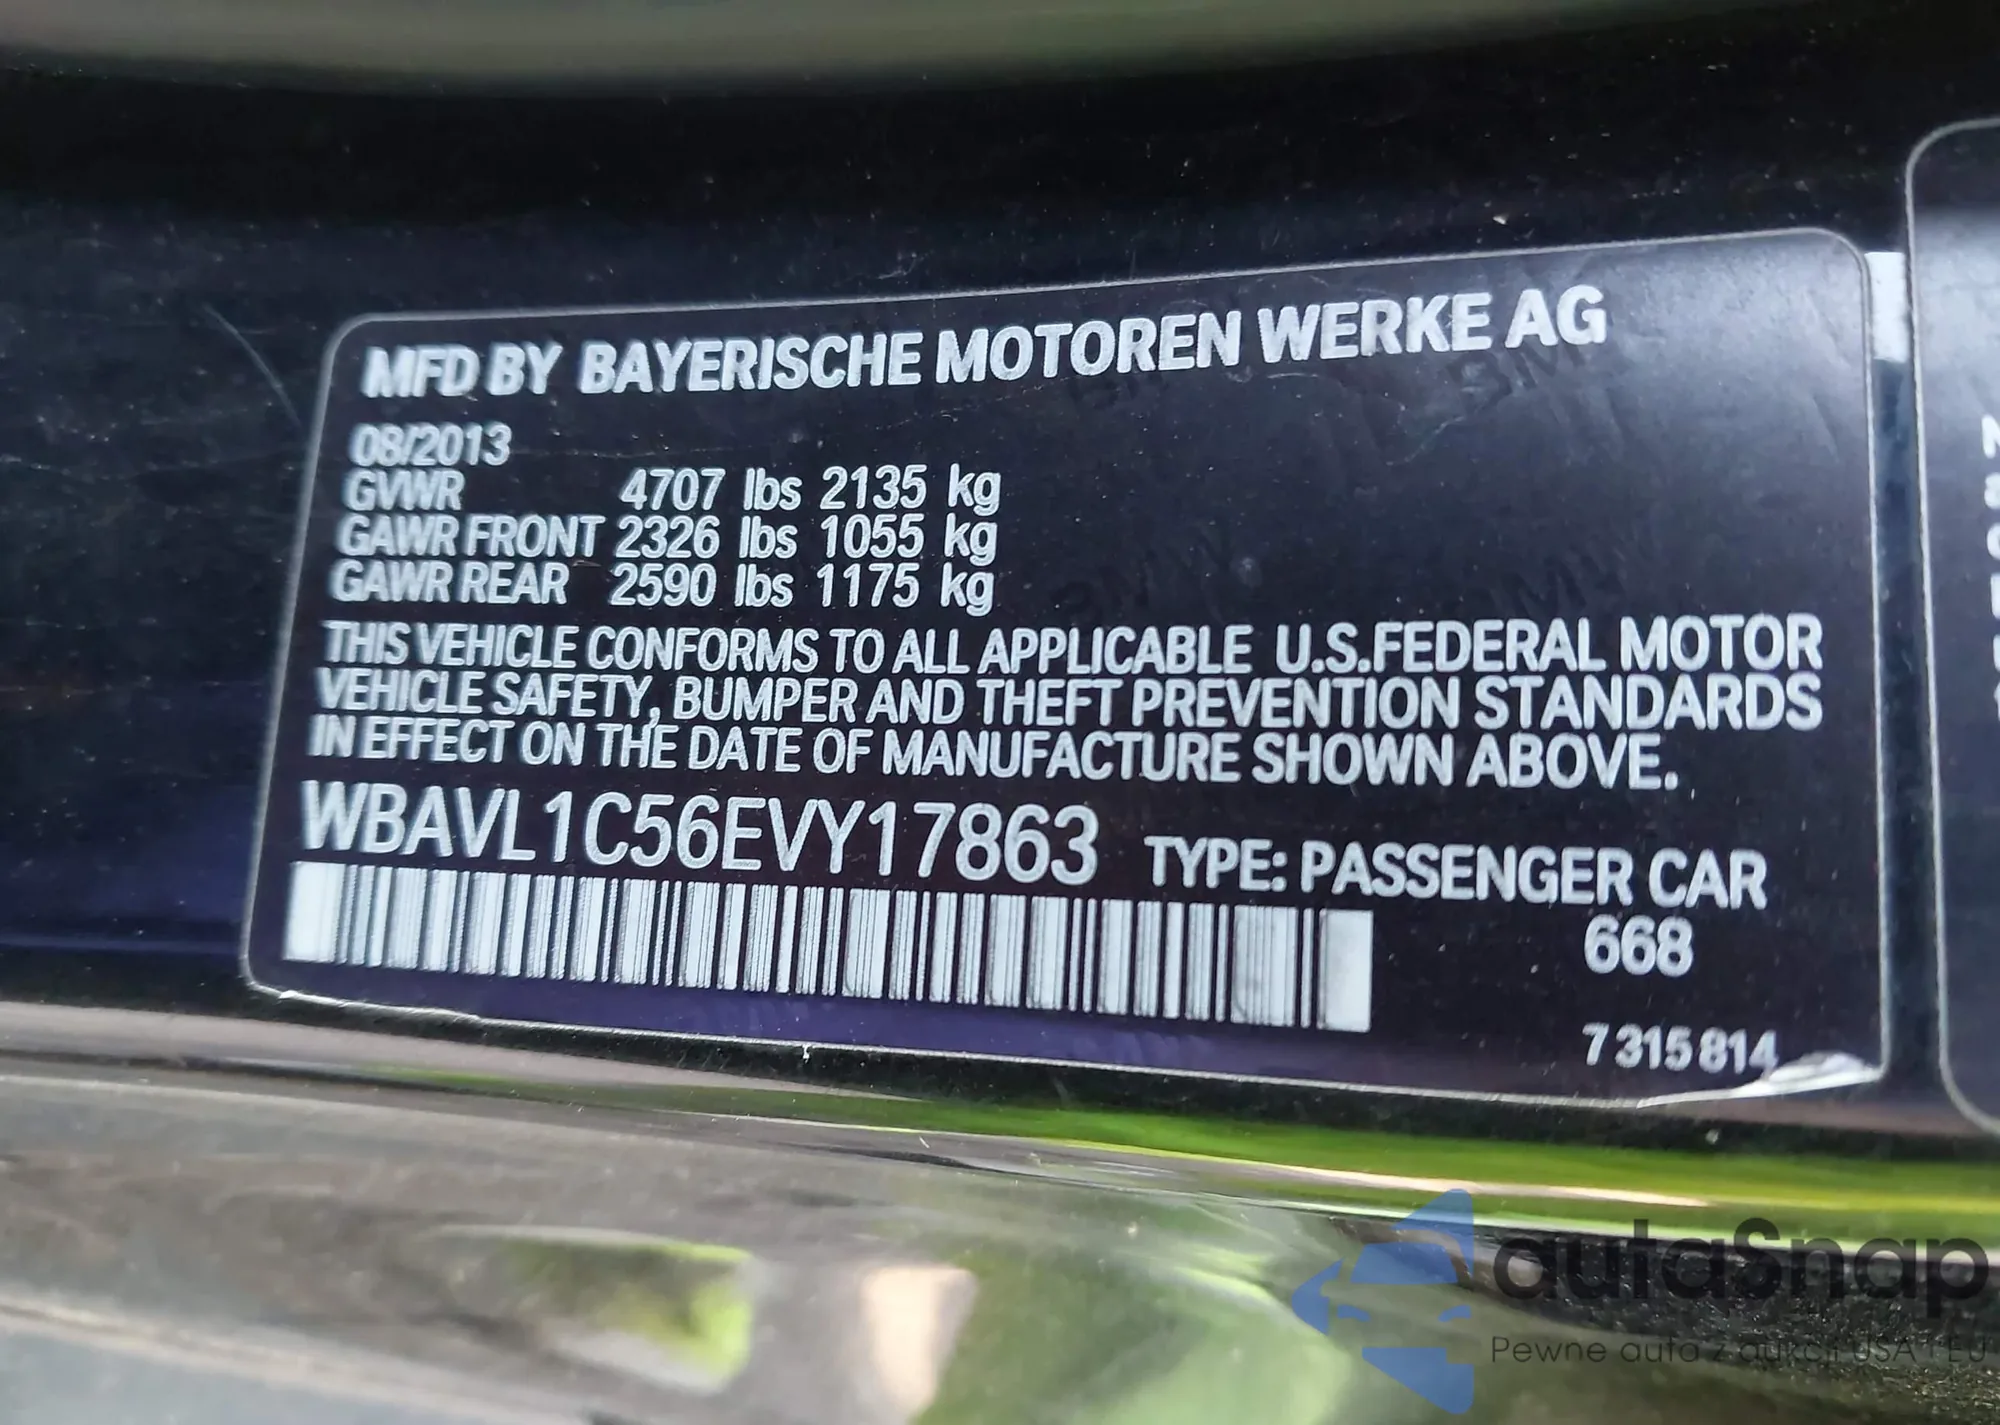 MFD BY BAYERISCHE MOTOREN WERKE AG
08/2013
GVWR 4707 lbs 2135 kg
GAWR FRONT 2326 lbs 1055 kg
GAWR REAR 2590 lbs 1175 kg
THIS VEHICLE CONFORMS TO ALL APPLICABLE U.S.FEDERAL MOTOR
VEHICLE SAFETY, BUMPER AND THEFT PREVENTION STANDARDS
IN EFFECT ON THE DATE OF MANUFACTURE SHOWN ABOVE.
WBAVL1C56EVY17863 TYPE: PASSENGER CAR
668
7 315 814
autaSnap
Pewne auta z aukcji USA i EU